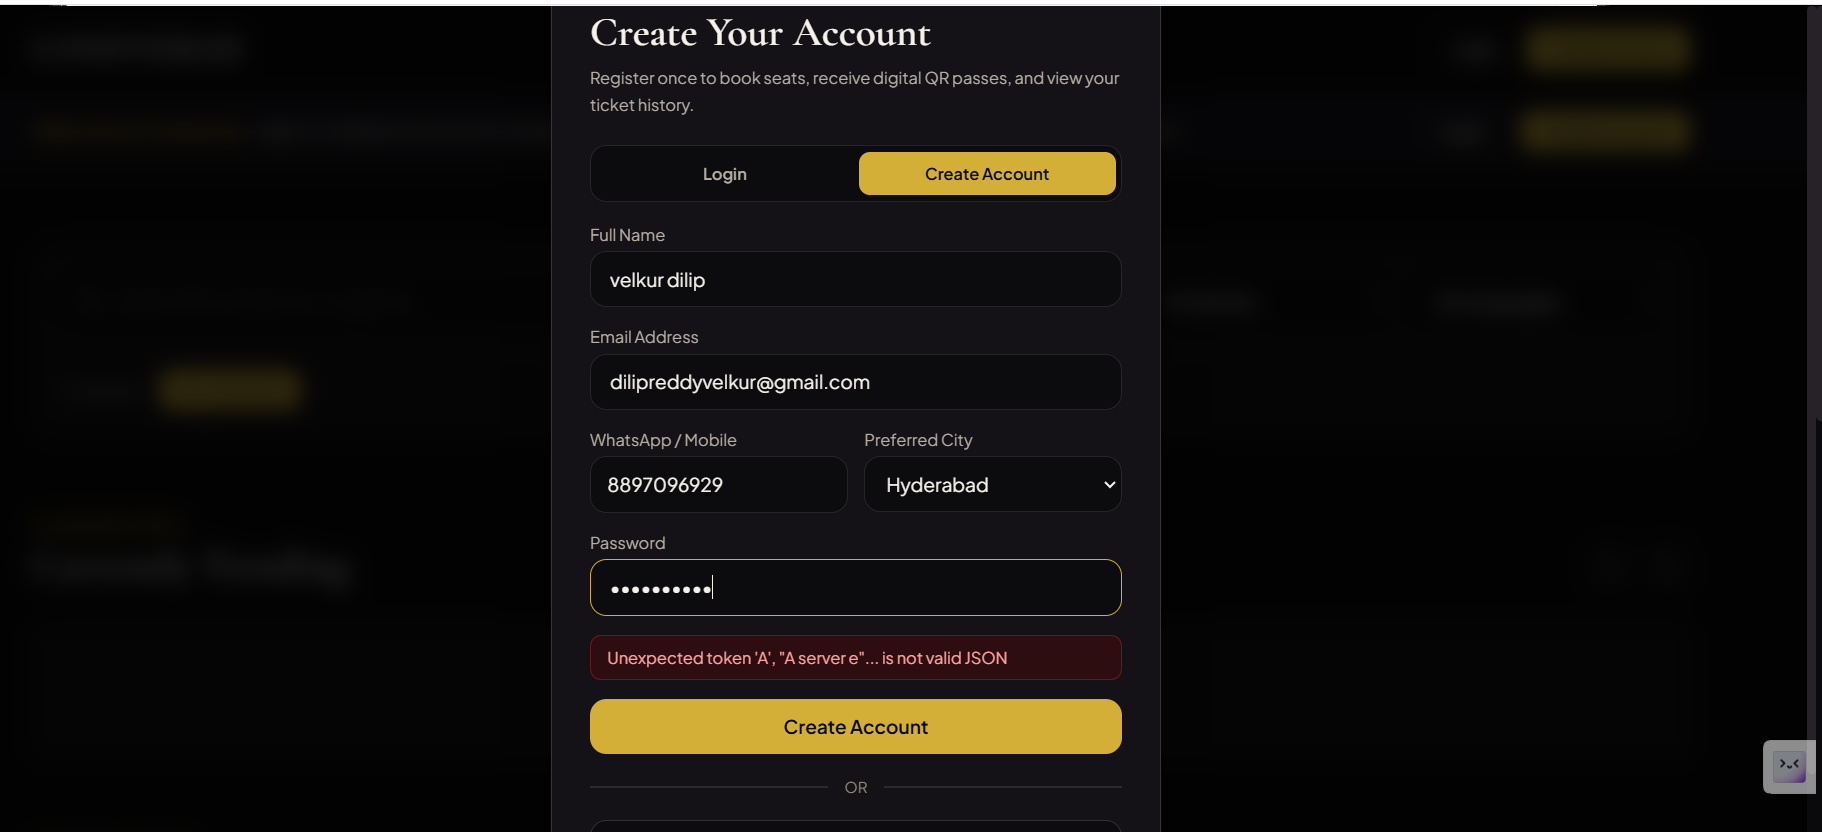 Create Your Account
Register once to book seats, receive digital QR passes, and view your
ticket history.
Login
Create Account
Full Name
velkur dilip
Email Address
dilipreddyvelkur@gmail.com
WhatsApp / Mobile
Preferred City
8897096929
Hyderabad
Password
••••••••••
Unexpected token 'A', "A server e"... is not valid JSON
Create Account
OR